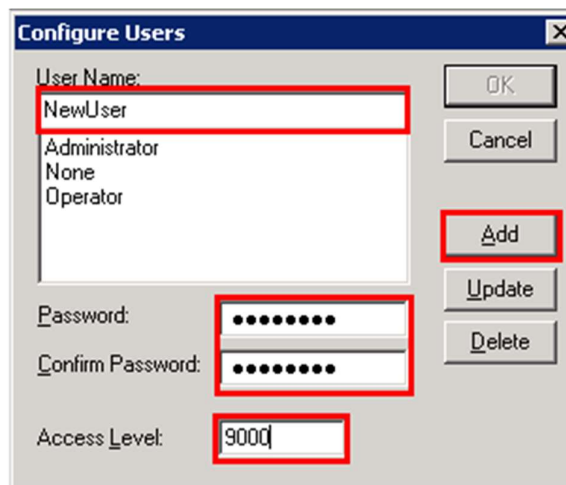 Configure Users
User Name:
NewUser
Administrator
None
Operator
OK
Cancel
Add
Update
Delete
Password:
●●●●●●●●
Confirm Password:
●●●●●●●●
Access Level:
9000